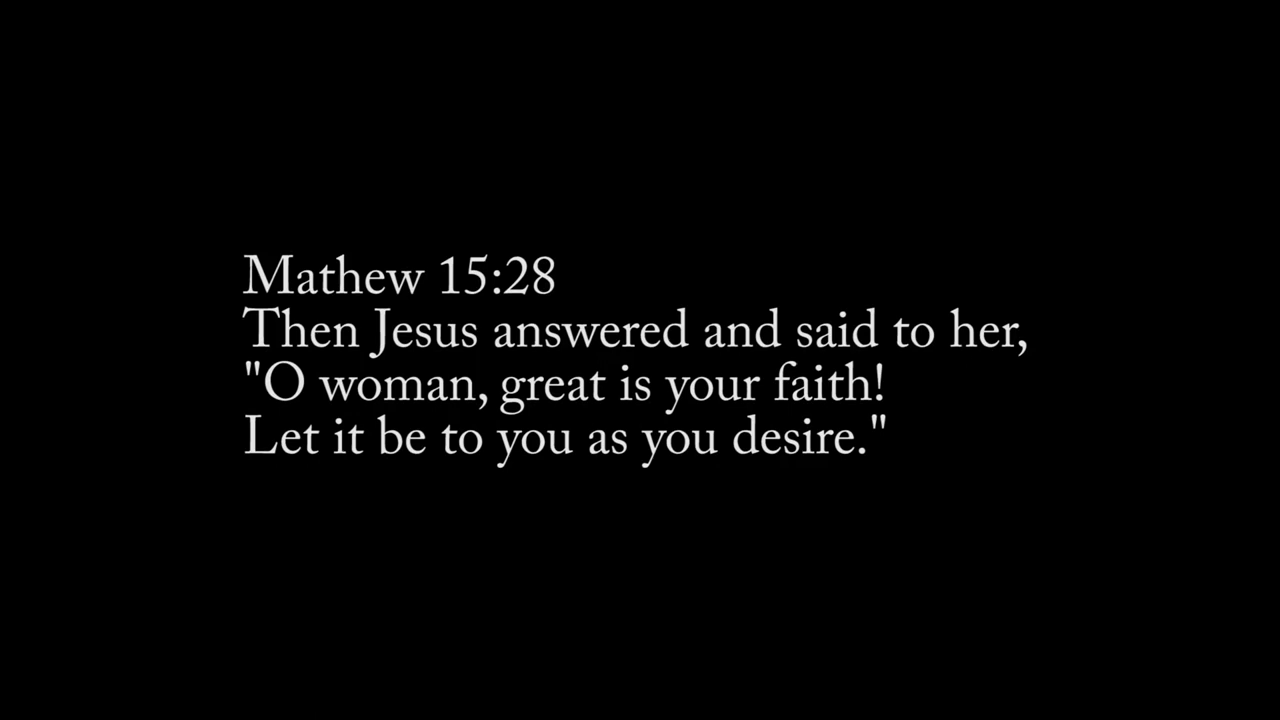 Mathew 15:28
Then Jesus answered and said to her,
"O woman, great is your faith!
Let it be to you as you desire."